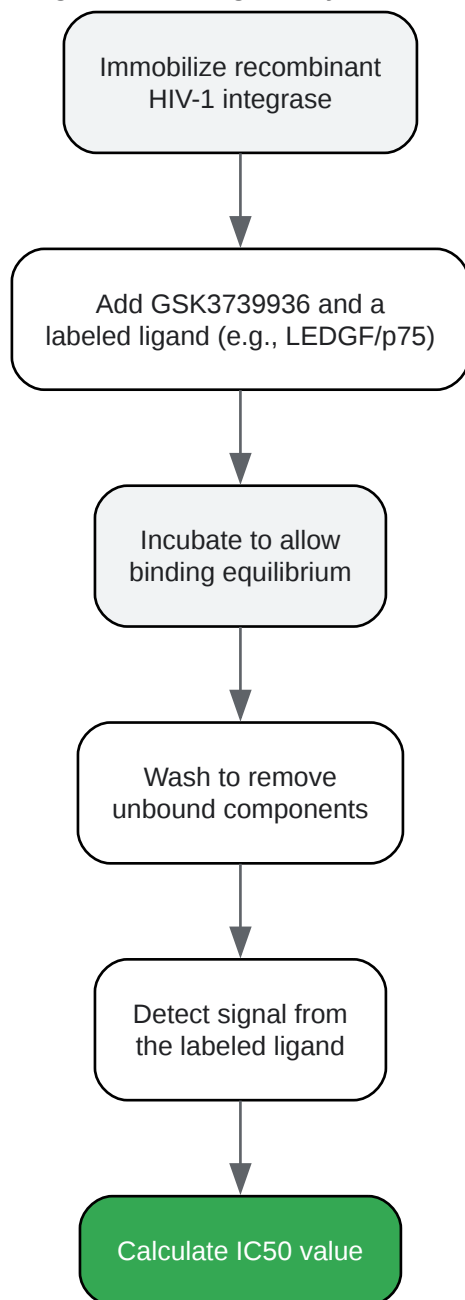 Immobilize recombinant
HIV-1 integrase
Add GSK3739936 and a
labeled ligand (e.g., LEDGF/p75)
Incubate to allow
binding equilibrium
Wash to remove
unbound components
Detect signal from
the labeled ligand
Calculate IC50 value